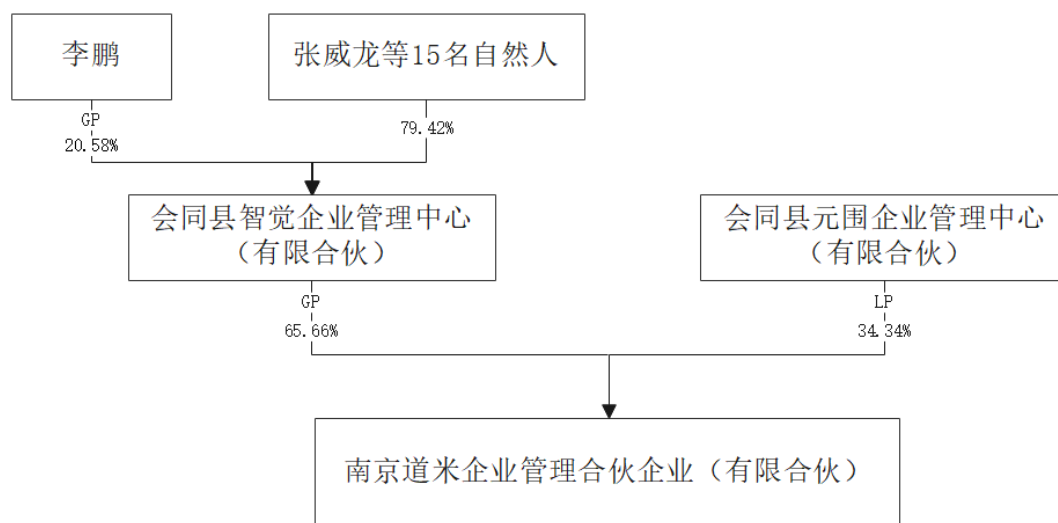 李鹏
张威龙等15名自然人
GP
20.58%
79.42%
会同县智觉企业管理中心
（有限合伙）
会同县元围企业管理中心
（有限合伙）
GP
65.66%
LP
34.34%
南京道米企业管理合伙企业（有限合伙）